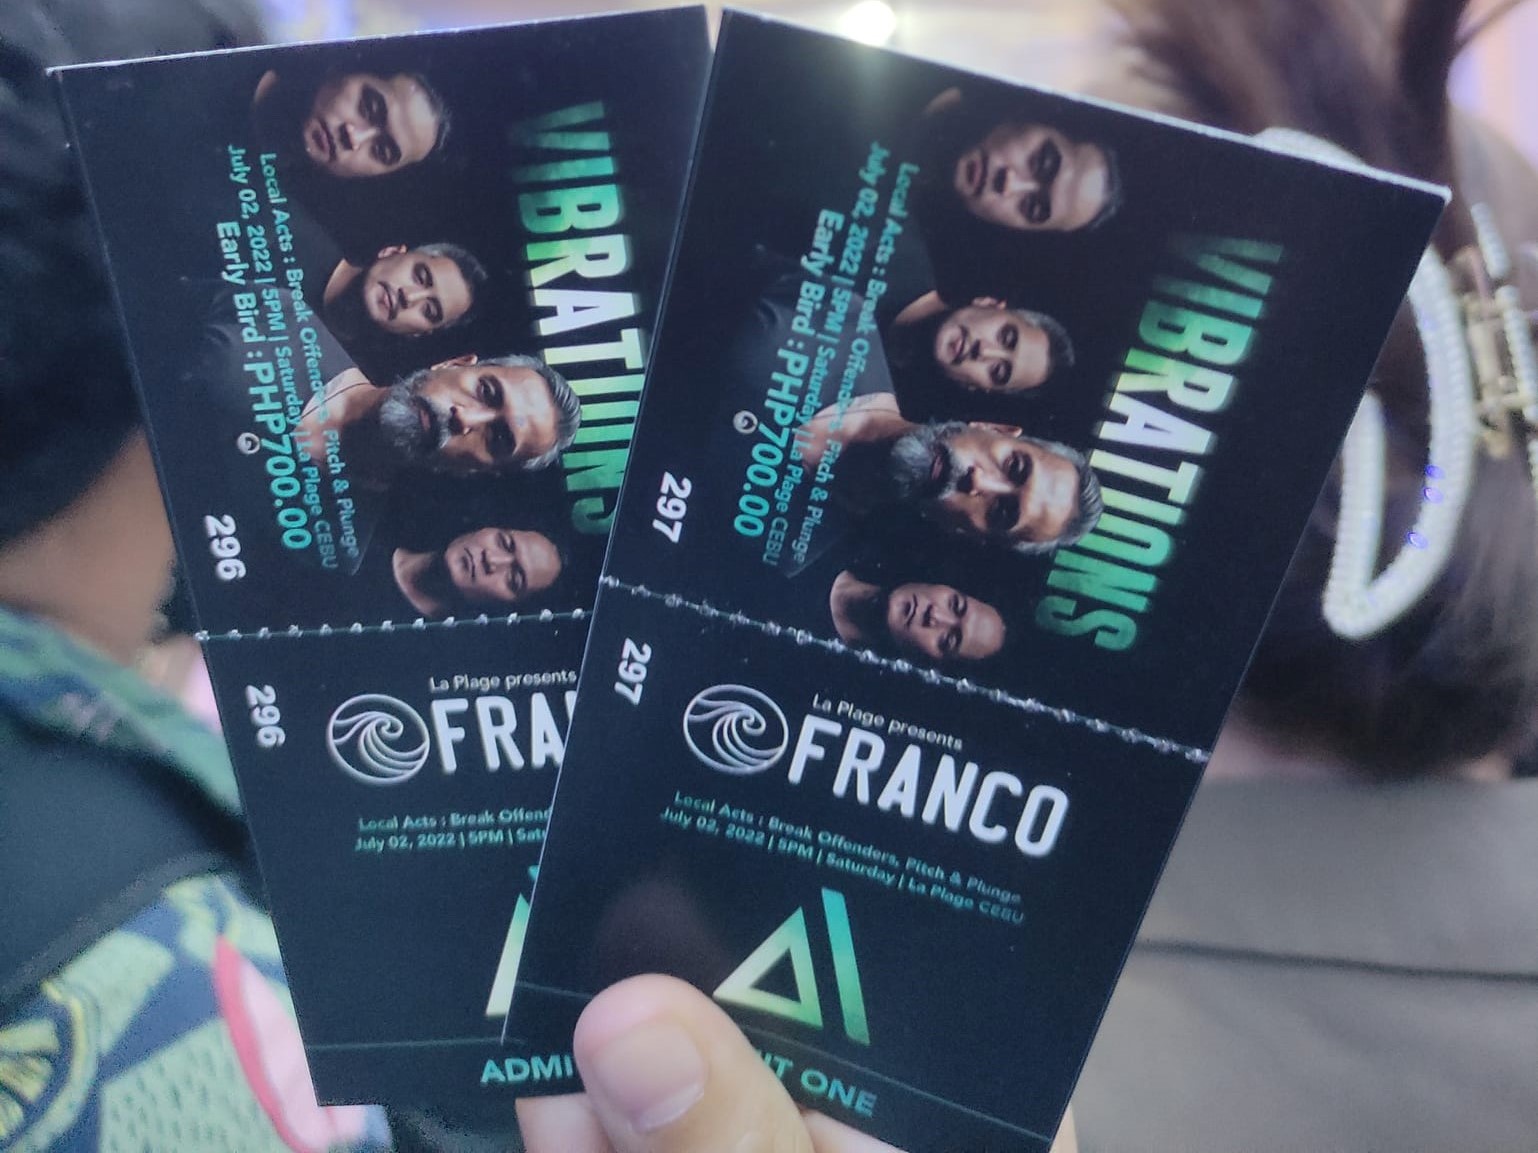 VIBRATIONS
Local Acts : Break Offenders, Pitch & Plunge
July 02, 2022 | 5PM | Saturday | La Plage CEBU
Early Bird : PHP700.00
296
296
La Plage presents
FRA
Local Acts : Break Offen
July 02, 2022 | 5PM | Satu
ADMI
VIBRATIONS
Local Acts : Break Offenders, Pitch & Plunge
July 02, 2022 | 5PM | Saturday | La Plage CEBU
Early Bird : PHP700.00
297
297
La Plage presents
FRANCO
Local Acts : Break Offenders, Pitch & Plunge
July 02, 2022 | 5PM | Saturday | La Plage CEBU
IT ONE